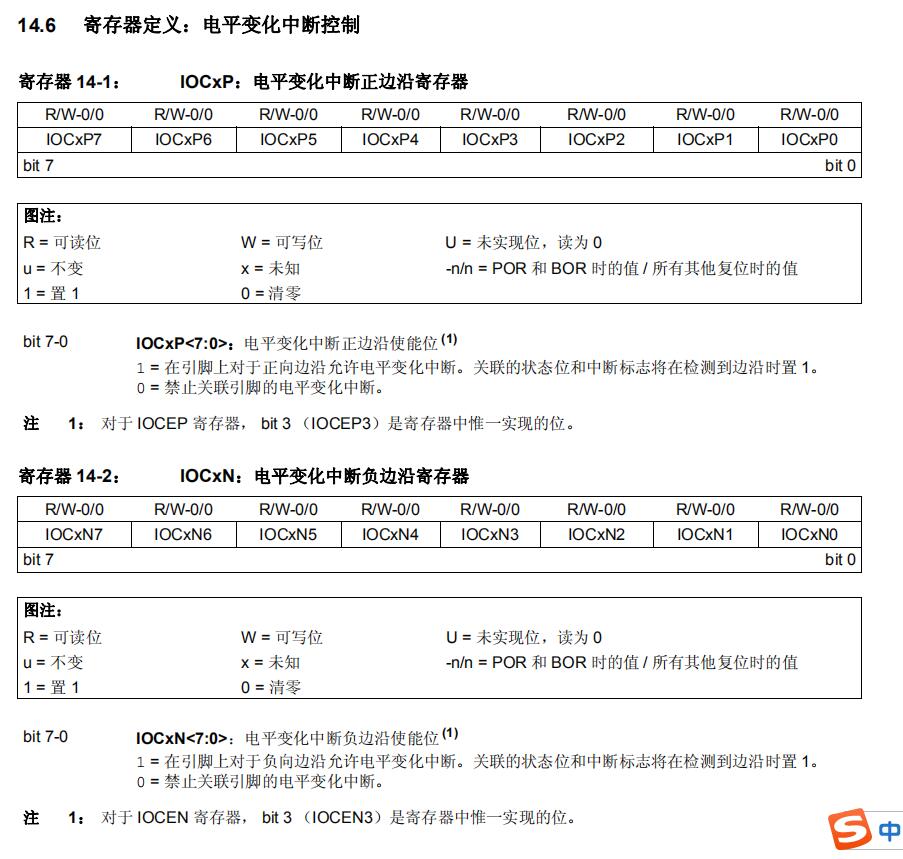 14.6 寄存器定义：电平变化中断控制
寄存器 14-1： IOCxP：电平变化中断正边沿寄存器
R/W-0/0 R/W-0/0 R/W-0/0 R/W-0/0 R/W-0/0 R/W-0/0 R/W-0/0 R/W-0/0
IOCxP7 IOCxP6 IOCxP5 IOCxP4 IOCxP3 IOCxP2 IOCxP1 IOCxP0
bit 7 bit 0
图注：
R = 可读位 W = 可写位 U = 未实现位，读为 0
u = 不变 x = 未知 -n/n = POR 和 BOR 时的值 / 所有其他复位时的值
1 = 置 1 0 = 清零
bit 7-0 IOCxP<7:0>：电平变化中断正边沿使能位 (1)
1 = 在引脚上对于正向边沿允许电平变化中断。关联的状态位和中断标志将在检测到边沿时置 1。
0 = 禁止关联引脚的电平变化中断。
注 1： 对于 IOCEP 寄存器， bit 3 （IOCEP3）是寄存器中惟一实现的位。
寄存器 14-2： IOCxN：电平变化中断负边沿寄存器
R/W-0/0 R/W-0/0 R/W-0/0 R/W-0/0 R/W-0/0 R/W-0/0 R/W-0/0 R/W-0/0
IOCxN7 IOCxN6 IOCxN5 IOCxN4 IOCxN3 IOCxN2 IOCxN1 IOCxN0
bit 7 bit 0
图注：
R = 可读位 W = 可写位 U = 未实现位，读为 0
u = 不变 x = 未知 -n/n = POR 和 BOR 时的值 / 所有其他复位时的值
1 = 置 1 0 = 清零
bit 7-0 IOCxN<7:0>：电平变化中断负边沿使能位 (1)
1 = 在引脚上对于负向边沿允许电平变化中断。关联的状态位和中断标志将在检测到边沿时置 1。
0 = 禁止关联引脚的电平变化中断。
注 1： 对于 IOCEN 寄存器， bit 3 （IOCEN3）是寄存器中惟一实现的位。
S 中